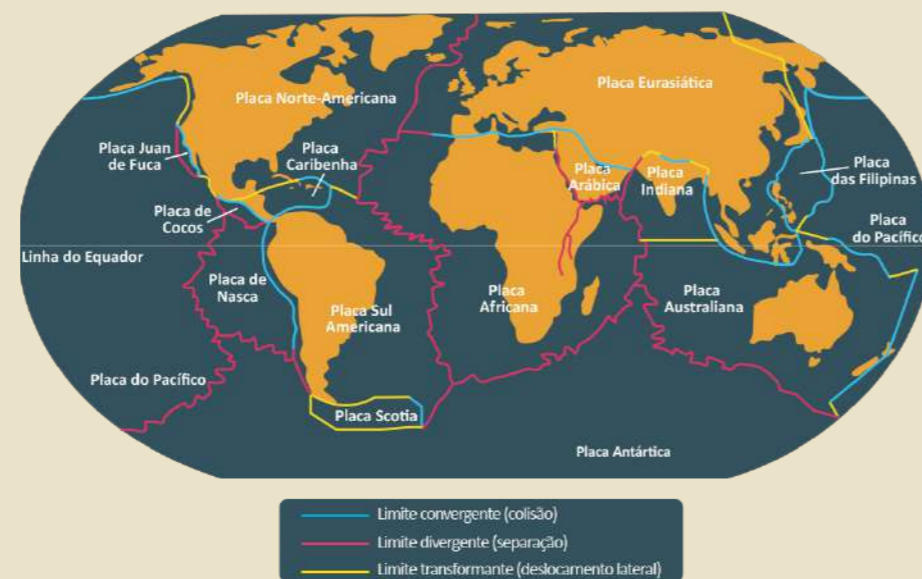 Placa Norte-Americana
Placa Eurasiática
Placa Juan
de Fuca
Placa
Caribenha
Placa de
Cocos
Placa
Arábica
Placa
Indiana
Placa
das Filipinas
Placa
do Pacífico
Linha do Equador
Placa de
Nasca
Placa Sul
Americana
Placa
Africana
Placa
Australiana
Placa do Pacífico
Placa Scotia
Placa Antártica
Limite convergente (colisão)
Limite divergente (separação)
Limite transformante (deslocamento lateral)